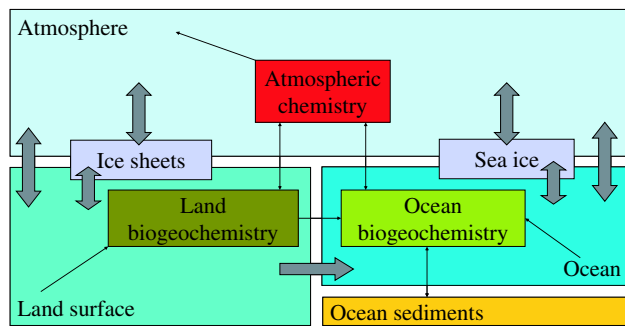 Atmosphere
Atmospheric
chemistry
Ice sheets
Sea ice
Land
biogeochemistry
Ocean
biogeochemistry
Ocean
Land surface
Ocean sediments